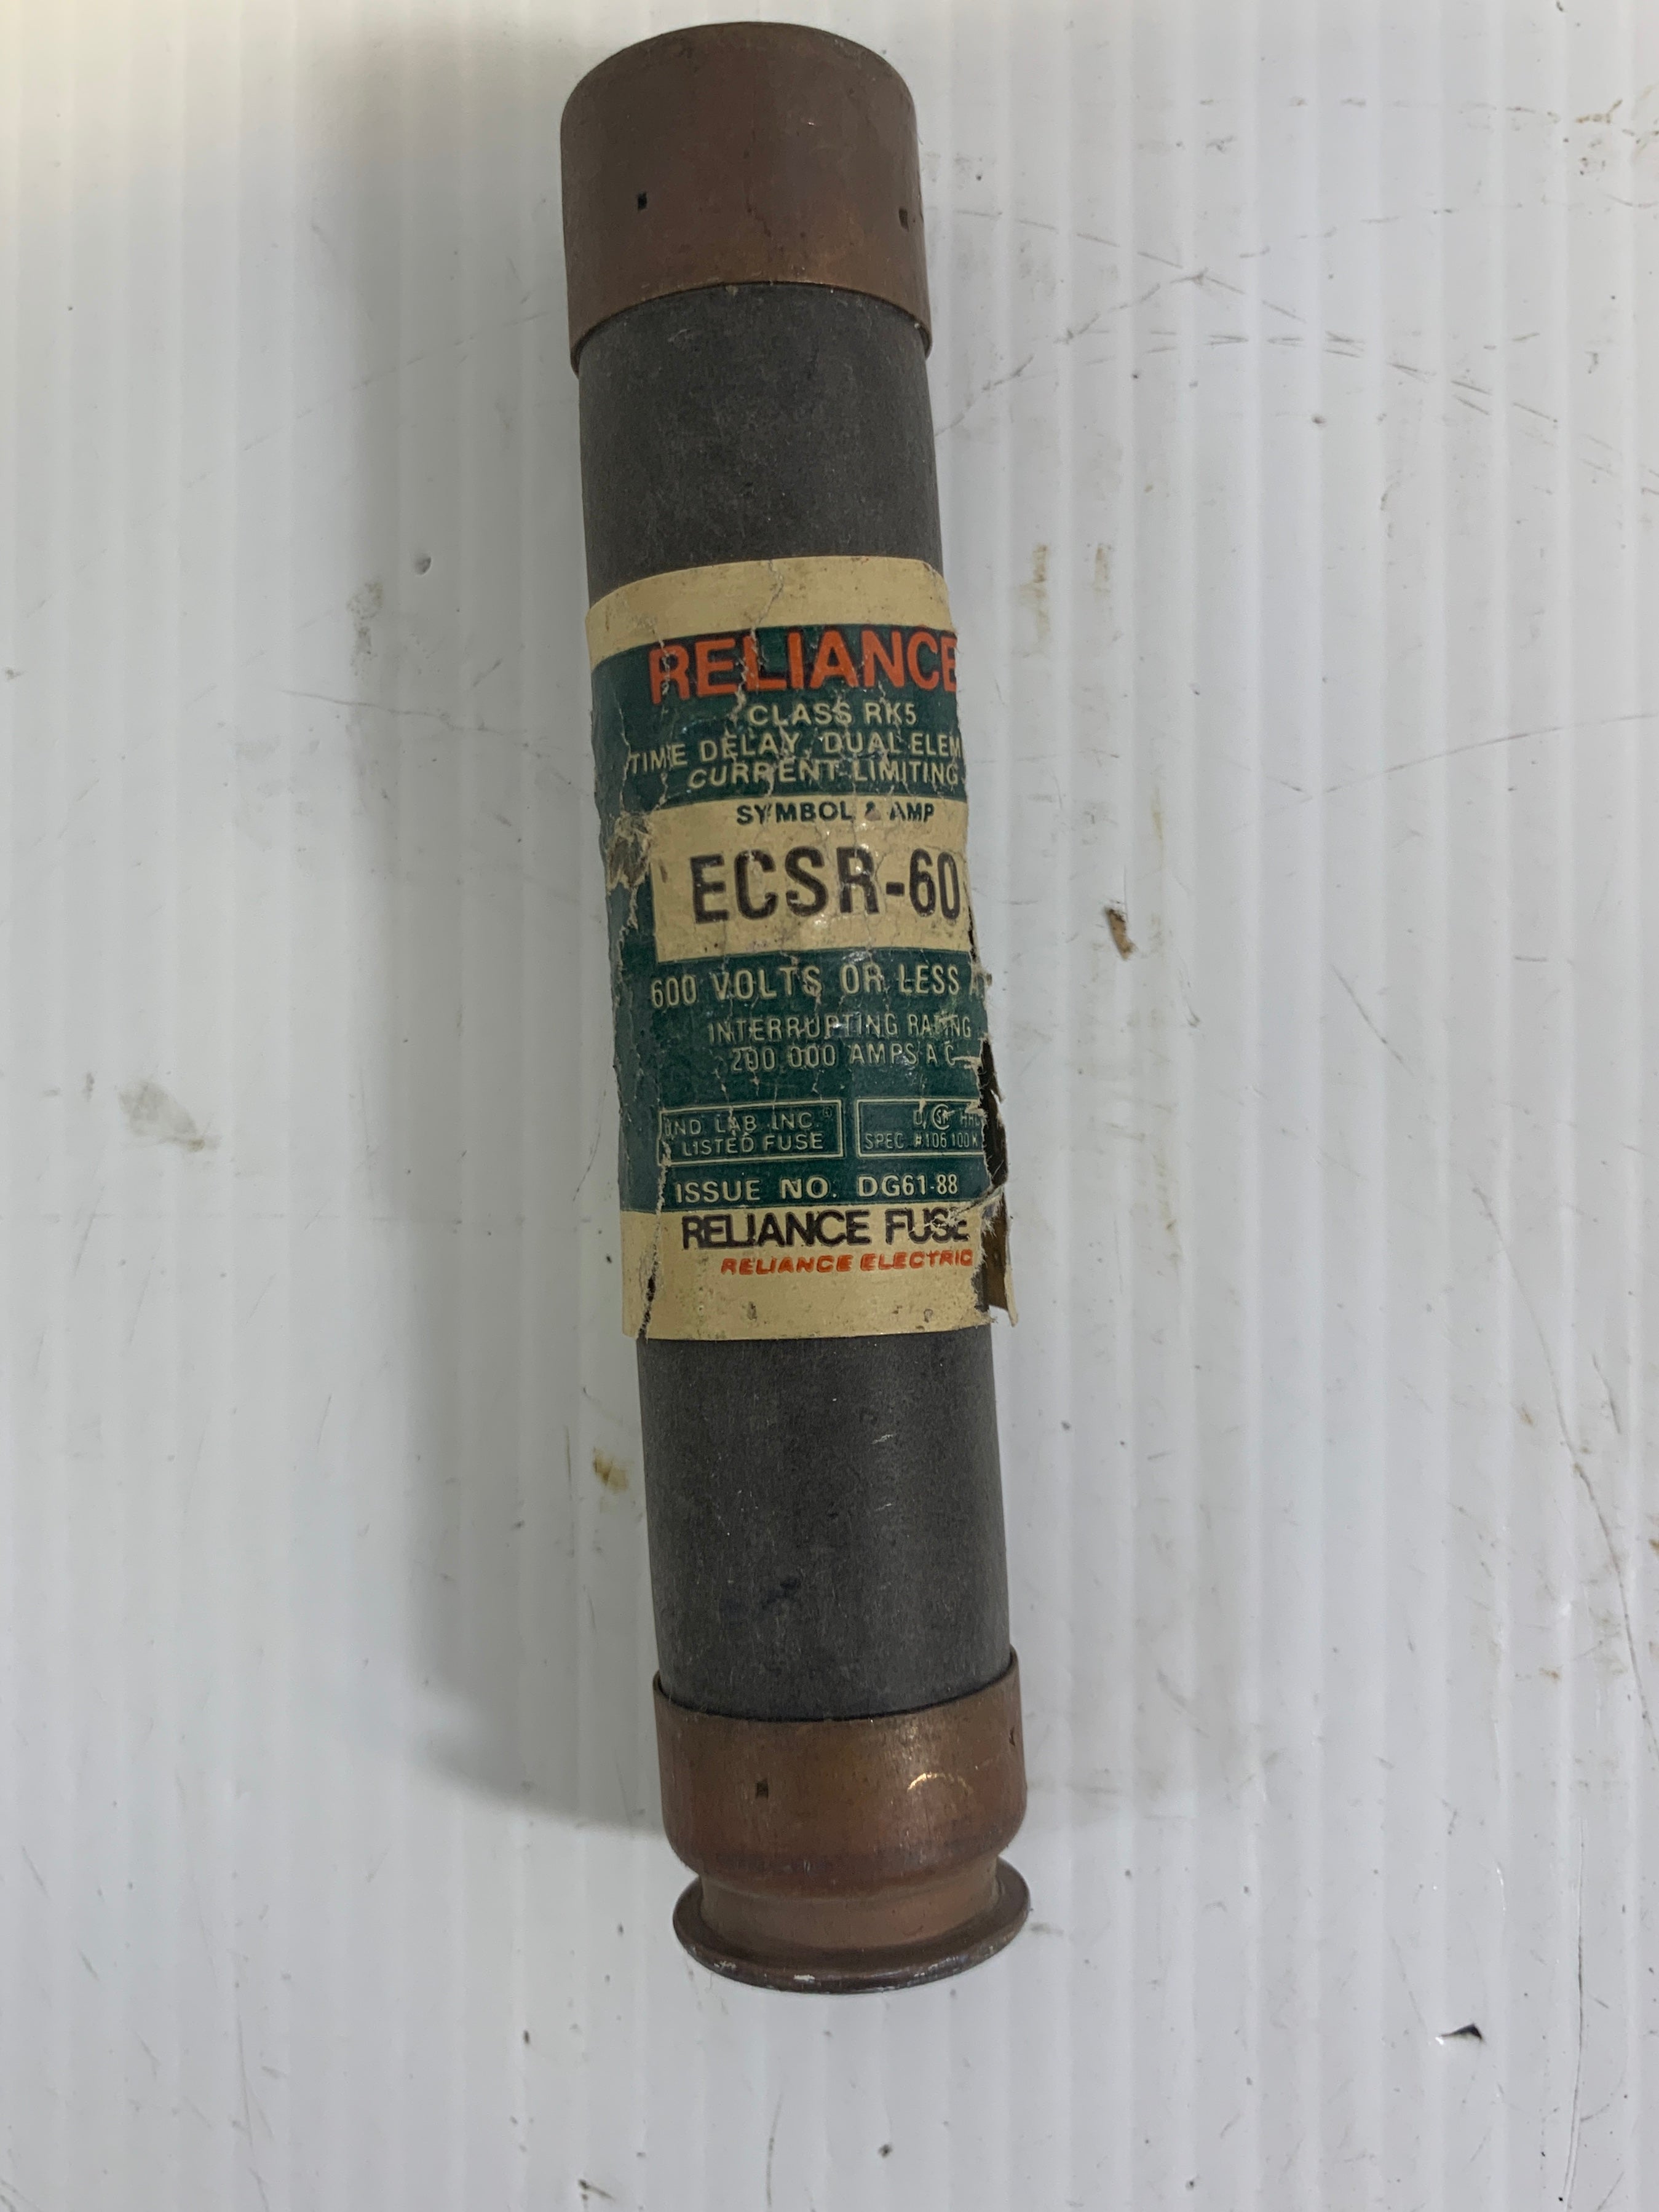 RELIANCE
CLASS RK5
TIME DELAY, DUAL ELEM
CURRENT LIMITING
SYMBOL & AMP
ECSR-60
600 VOLTS OR LESS A
INTERRUPTING RATING
200 000 AMPS A C
UND LAB INC.®
LISTED FUSE
SPEC #106 100K
ISSUE NO. DG61-88
RELIANCE FUSE
RELIANCE ELECTRIC